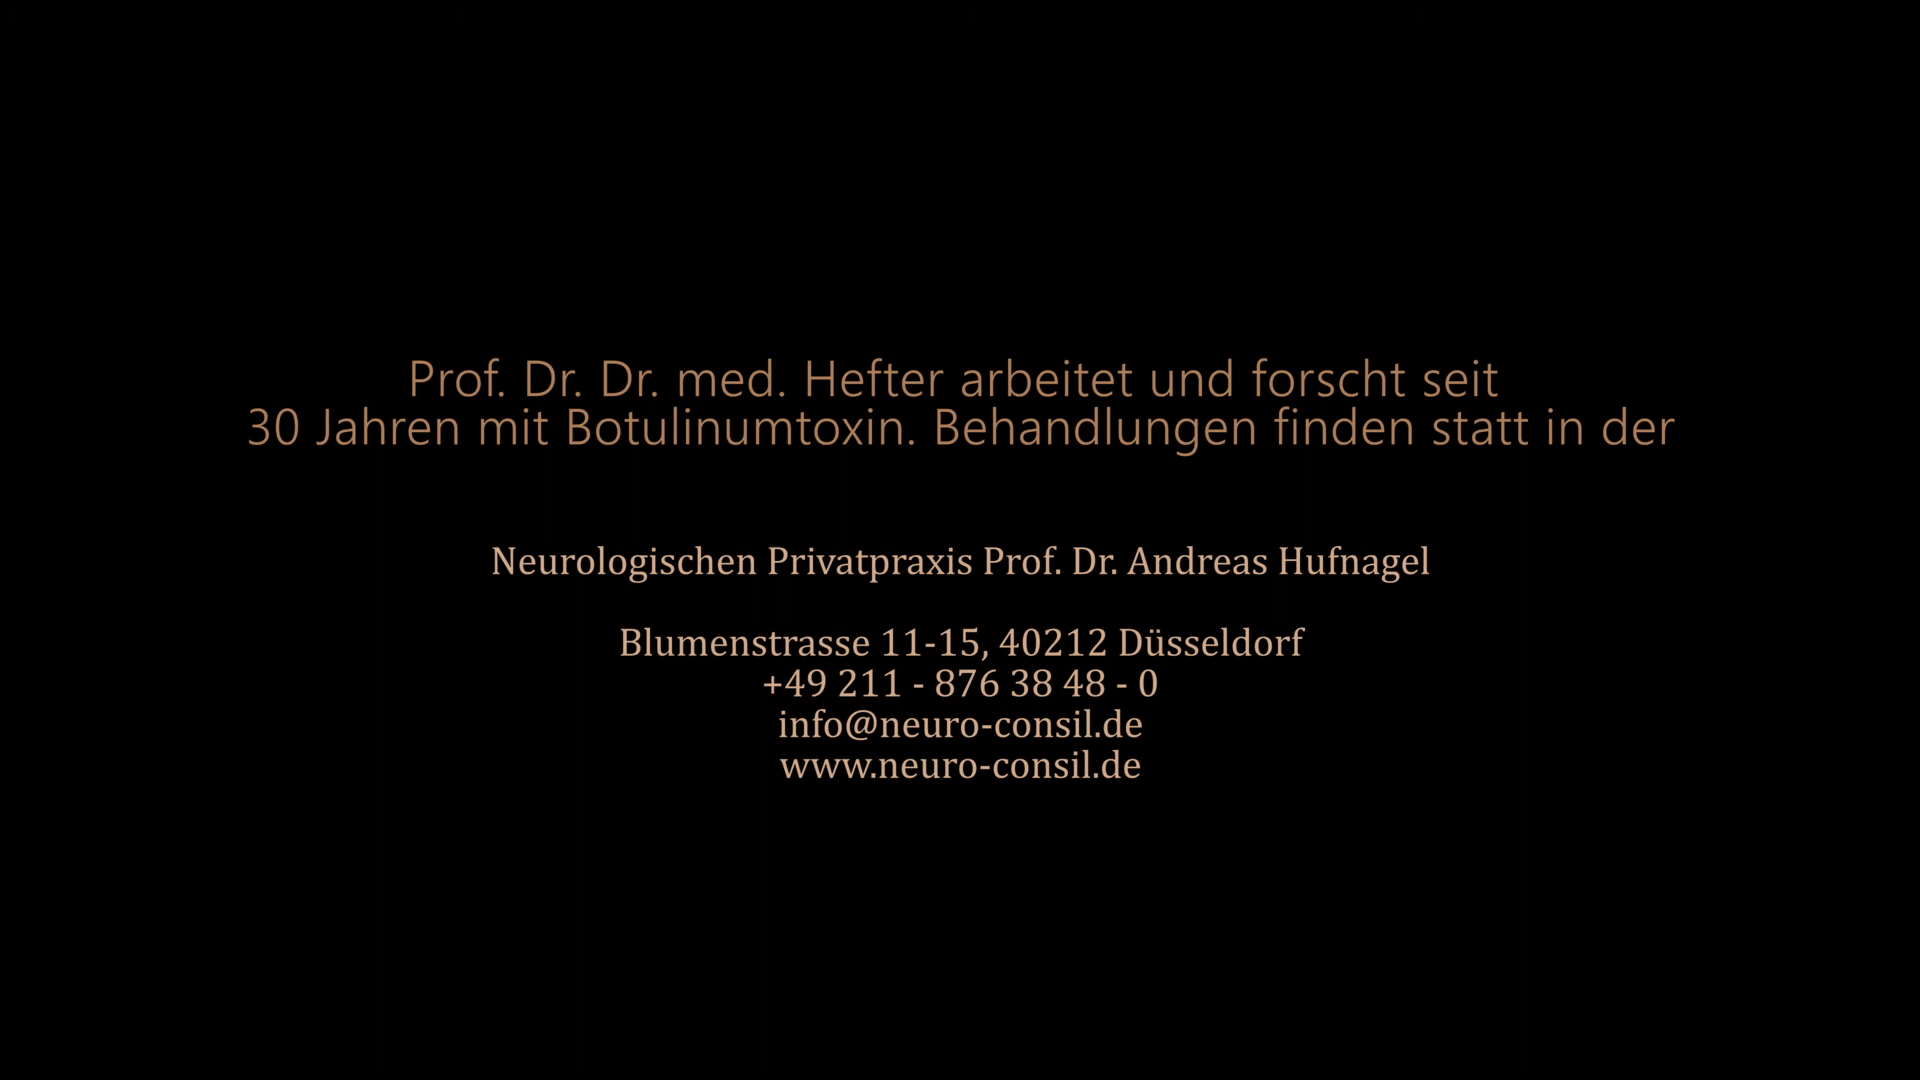 Prof. Dr. Dr. med. Hefter arbeitet und forscht seit
30 Jahren mit Botulinumtoxin. Behandlungen finden statt in der
Neurologischen Privatpraxis Prof. Dr. Andreas Hufnagel
Blumenstrasse 11-15, 40212 Düsseldorf
+49 211 - 876 38 48 - 0
info@neuro-consil.de
www.neuro-consil.de